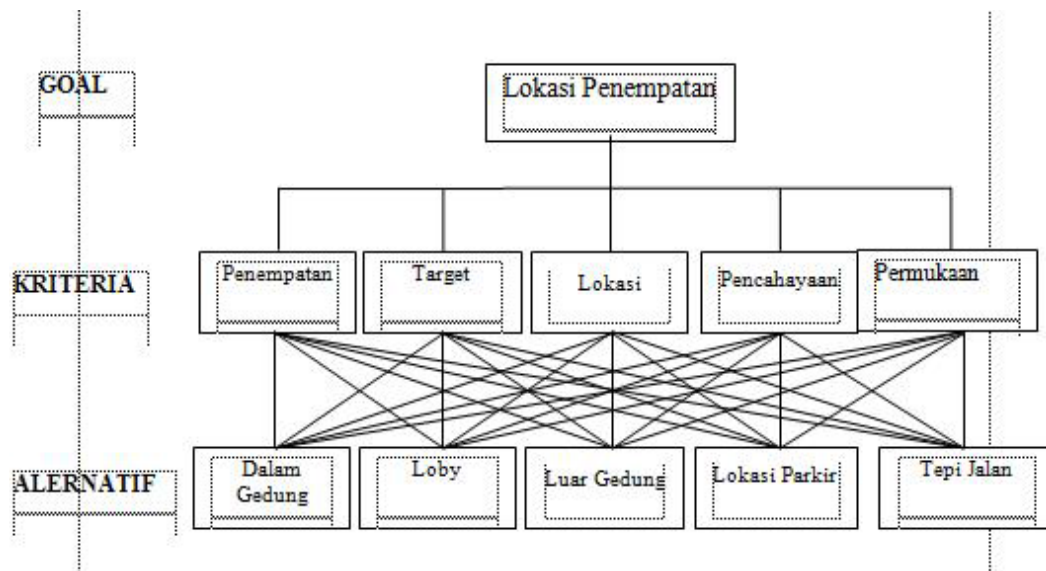 GOAL
Lokasi Penempatan
KRITERIA
Penempatan
Target
Lokasi
Pencahayaan
Permukaan
ALERNATIF
Dalam
Gedung
Loby
Luar Gedung
Lokasi Parkir
Tepi Jalan